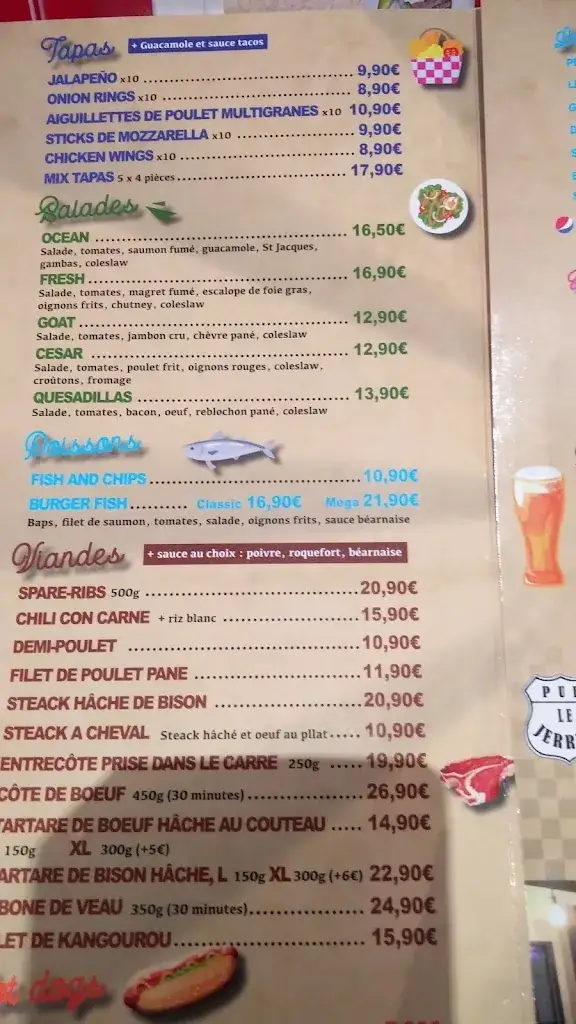 Tapas + Guacamole et sauce tacos
JALAPEÑO x10 ........ 9,90€
ONION RINGS x10 ........ 8,90€
AIGUILLETTES DE POULET MULTIGRANES x10 10,90€
STICKS DE MOZZARELLA x10 ........ 9,90€
CHICKEN WINGS x10 ........ 8,90€
MIX TAPAS 5 x 4 pièces ........ 17,90€
Salades
OCEAN ........ 16,50€
Salade, tomates, saumon fumé, guacamole, St Jacques,
gambas, coleslaw
FRESH ........ 16,90€
Salade, tomates, magret fumé, escalope de foie gras,
oignons frits, chutney, coleslaw
GOAT ........ 12,90€
Salade, tomates, jambon cru, chèvre pané, coleslaw
CESAR ........ 12,90€
Salade, tomates, poulet frit, oignons rouges, coleslaw,
croûtons, fromage
QUESADILLAS ........ 13,90€
Salade, tomates, bacon, oeuf, reblochon pané, coleslaw
Poissons
FISH AND CHIPS ........ 10,90€
BURGER FISH ........ Classic 16,90€ Mega 21,90€
Baps, filet de saumon, tomates, salade, oignons frits, sauce béarnaise
Viandes + sauce au choix : poivre, roquefort, béarnaise
SPARE-RIBS 500g ........ 20,90€
CHILI CON CARNE + riz blanc ........ 15,90€
DEMI-POULET ........ 10,90€
FILET DE POULET PANE ........ 11,90€
STEACK HÂCHE DE BISON ........ 20,90€
STEACK A CHEVAL Steack hâché et oeuf au pllat ..... 10,90€
ENTRECÔTE PRISE DANS LE CARRE 250g ..... 19,90€
CÔTE DE BOEUF 450g (30 minutes) ........ 26,90€
TARTARE DE BOEUF HÂCHE AU COUTEAU ..... 14,90€
150g XL 300g (+5€)
ARTARE DE BISON HÂCHE, L 150g XL 300g (+6€) 22,90€
BONE DE VEAU 350g (30 minutes) ........ 24,90€
LET DE KANGOUROU ........ 15,90€
t dogs
PU
LE
JERR